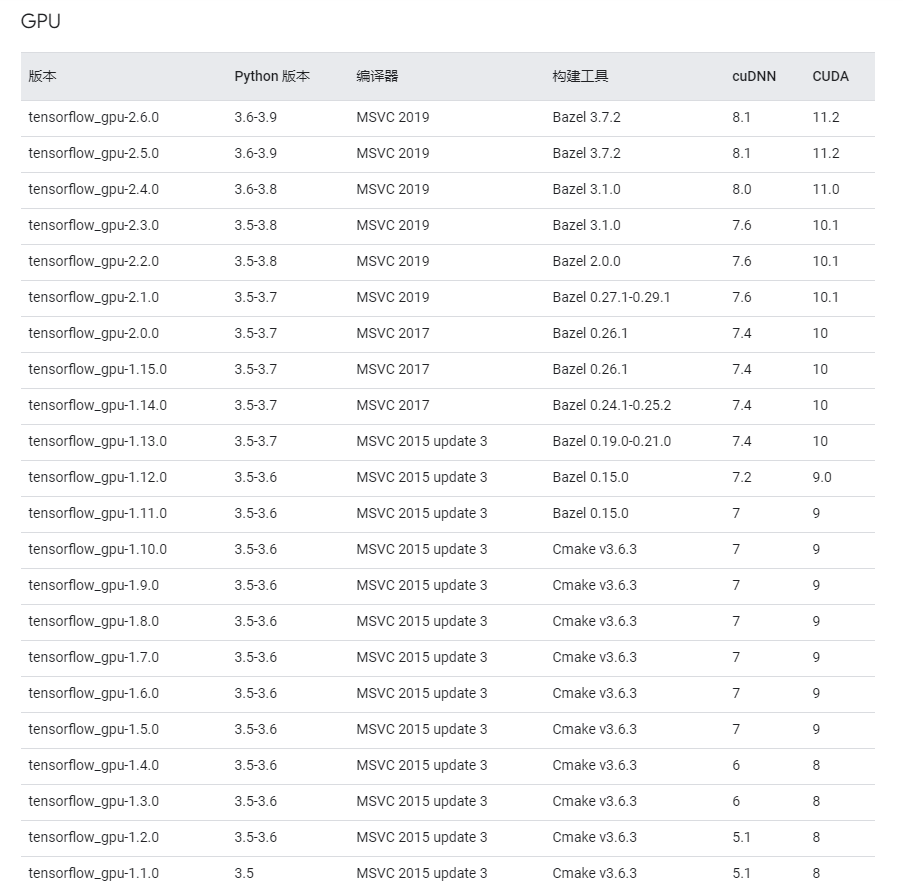 GPU
版本 Python 版本 编译器 构建工具 cuDNN CUDA
tensorflow_gpu-2.6.0 3.6-3.9 MSVC 2019 Bazel 3.7.2 8.1 11.2
tensorflow_gpu-2.5.0 3.6-3.9 MSVC 2019 Bazel 3.7.2 8.1 11.2
tensorflow_gpu-2.4.0 3.6-3.8 MSVC 2019 Bazel 3.1.0 8.0 11.0
tensorflow_gpu-2.3.0 3.5-3.8 MSVC 2019 Bazel 3.1.0 7.6 10.1
tensorflow_gpu-2.2.0 3.5-3.8 MSVC 2019 Bazel 2.0.0 7.6 10.1
tensorflow_gpu-2.1.0 3.5-3.7 MSVC 2019 Bazel 0.27.1-0.29.1 7.6 10.1
tensorflow_gpu-2.0.0 3.5-3.7 MSVC 2017 Bazel 0.26.1 7.4 10
tensorflow_gpu-1.15.0 3.5-3.7 MSVC 2017 Bazel 0.26.1 7.4 10
tensorflow_gpu-1.14.0 3.5-3.7 MSVC 2017 Bazel 0.24.1-0.25.2 7.4 10
tensorflow_gpu-1.13.0 3.5-3.7 MSVC 2015 update 3 Bazel 0.19.0-0.21.0 7.4 10
tensorflow_gpu-1.12.0 3.5-3.6 MSVC 2015 update 3 Bazel 0.15.0 7.2 9.0
tensorflow_gpu-1.11.0 3.5-3.6 MSVC 2015 update 3 Bazel 0.15.0 7 9
tensorflow_gpu-1.10.0 3.5-3.6 MSVC 2015 update 3 Cmake v3.6.3 7 9
tensorflow_gpu-1.9.0 3.5-3.6 MSVC 2015 update 3 Cmake v3.6.3 7 9
tensorflow_gpu-1.8.0 3.5-3.6 MSVC 2015 update 3 Cmake v3.6.3 7 9
tensorflow_gpu-1.7.0 3.5-3.6 MSVC 2015 update 3 Cmake v3.6.3 7 9
tensorflow_gpu-1.6.0 3.5-3.6 MSVC 2015 update 3 Cmake v3.6.3 7 9
tensorflow_gpu-1.5.0 3.5-3.6 MSVC 2015 update 3 Cmake v3.6.3 7 9
tensorflow_gpu-1.4.0 3.5-3.6 MSVC 2015 update 3 Cmake v3.6.3 6 8
tensorflow_gpu-1.3.0 3.5-3.6 MSVC 2015 update 3 Cmake v3.6.3 6 8
tensorflow_gpu-1.2.0 3.5-3.6 MSVC 2015 update 3 Cmake v3.6.3 5.1 8
tensorflow_gpu-1.1.0 3.5 MSVC 2015 update 3 Cmake v3.6.3 5.1 8